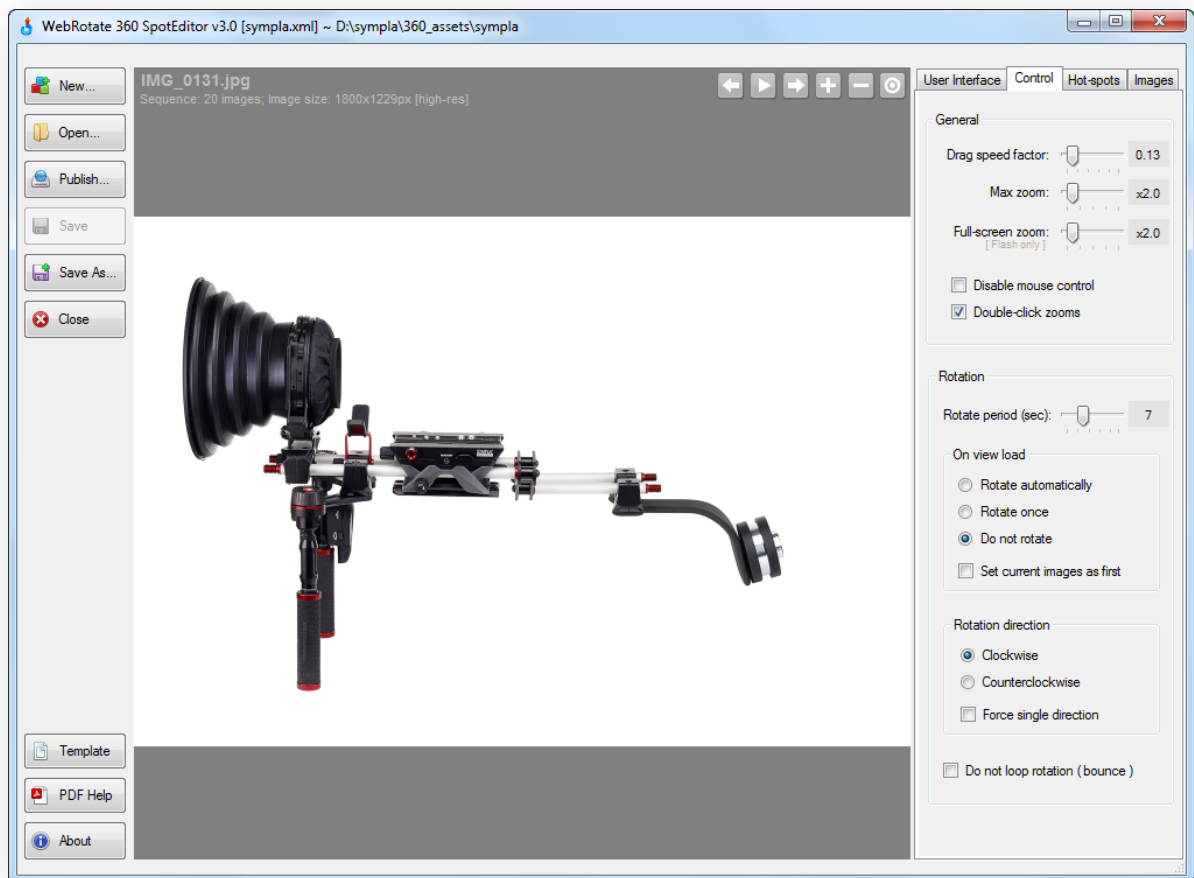 WebRotate 360 SpotEditor v3.0 [sympla.xml] ~ D:\sympla\360_assets\sympla
New...
Open...
Publish...
Save
Save As...
Close
Template
PDF Help
About
IMG_0131.jpg
Sequence: 20 images; Image size: 1800x1229px [high-res]
User Interface
Control
Hot-spots
Images
General
Drag speed factor: 0.13
Max zoom: x2.0
Full-screen zoom: x2.0
[ Flash only ]
Disable mouse control
Double-click zooms
Rotation
Rotate period (sec): 7
On view load
Rotate automatically
Rotate once
Do not rotate
Set current images as first
Rotation direction
Clockwise
Counterclockwise
Force single direction
Do not loop rotation ( bounce )